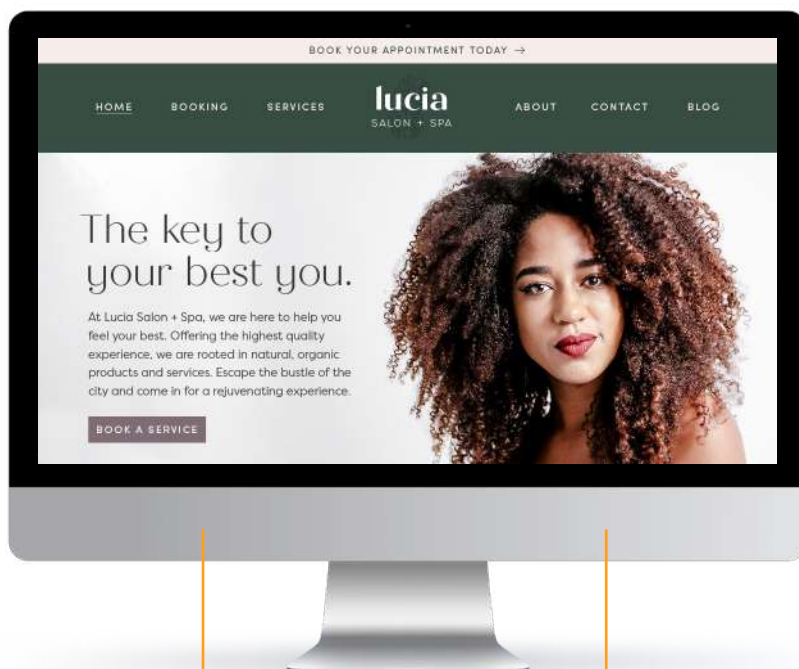 BOOK YOUR APPOINTMENT TODAY →
HOME BOOKING SERVICES lucia SALON + SPA ABOUT CONTACT BLOG
The key to
your best you.
At Lucia Salon + Spa, we are here to help you
feel your best. Offering the highest quality
experience, we are rooted in natural, organic
products and services. Escape the bustle of the
city and come in for a rejuvenating experience.
BOOK A SERVICE